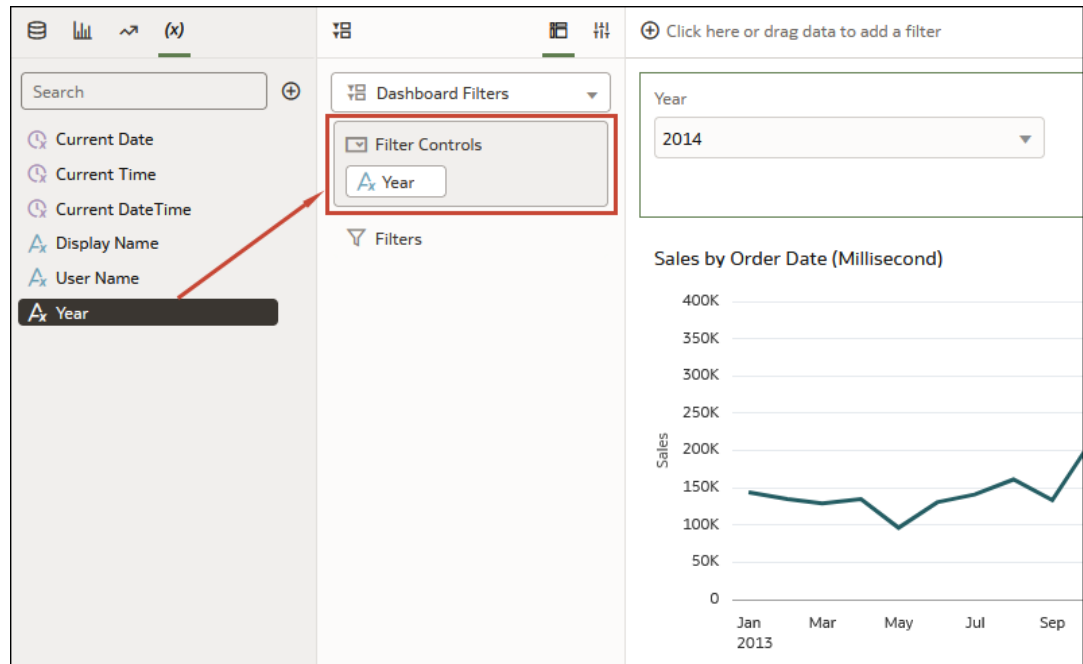 (x)
Click here or drag data to add a filter
Search
Current Date
Current Time
Current DateTime
Display Name
User Name
Year
Dashboard Filters
Filter Controls
Year
Filters
Year
2014
Sales by Order Date (Millisecond)
Sales
400K
350K
300K
250K
200K
150K
100K
50K
0
Jan Mar May Jul Sep
2013